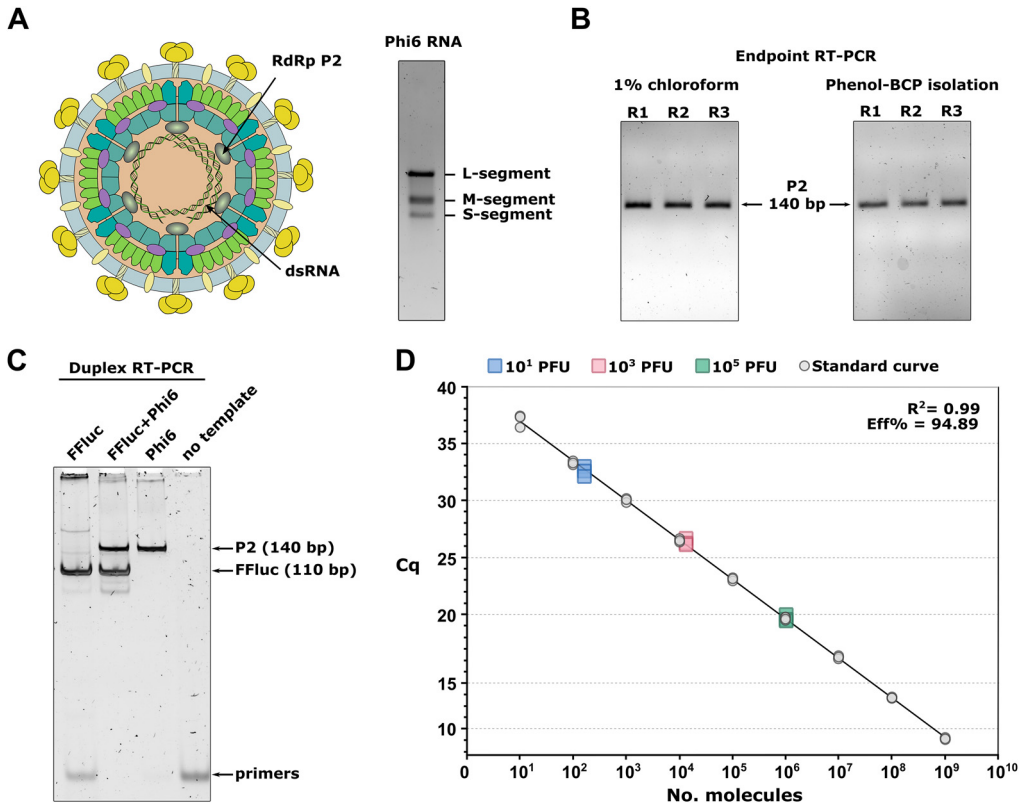 A
RdRp P2
dsRNA
Phi6 RNA
L-segment
M-segment
S-segment
B
Endpoint RT-PCR
1% chloroform
Phenol-BCP isolation
R1 R2 R3
R1 R2 R3
P2
140 bp
C
Duplex RT-PCR
FFluc
FFluc+Phi6
Phi6
no template
P2 (140 bp)
FFluc (110 bp)
primers
D
10¹ PFU
10³ PFU
10⁵ PFU
Standard curve
R²= 0.99
Eff% = 94.89
Cq
40
35
30
25
20
15
10
0 10¹ 10² 10³ 10⁴ 10⁵ 10⁶ 10⁷ 10⁸ 10⁹ 10¹⁰
No. molecules